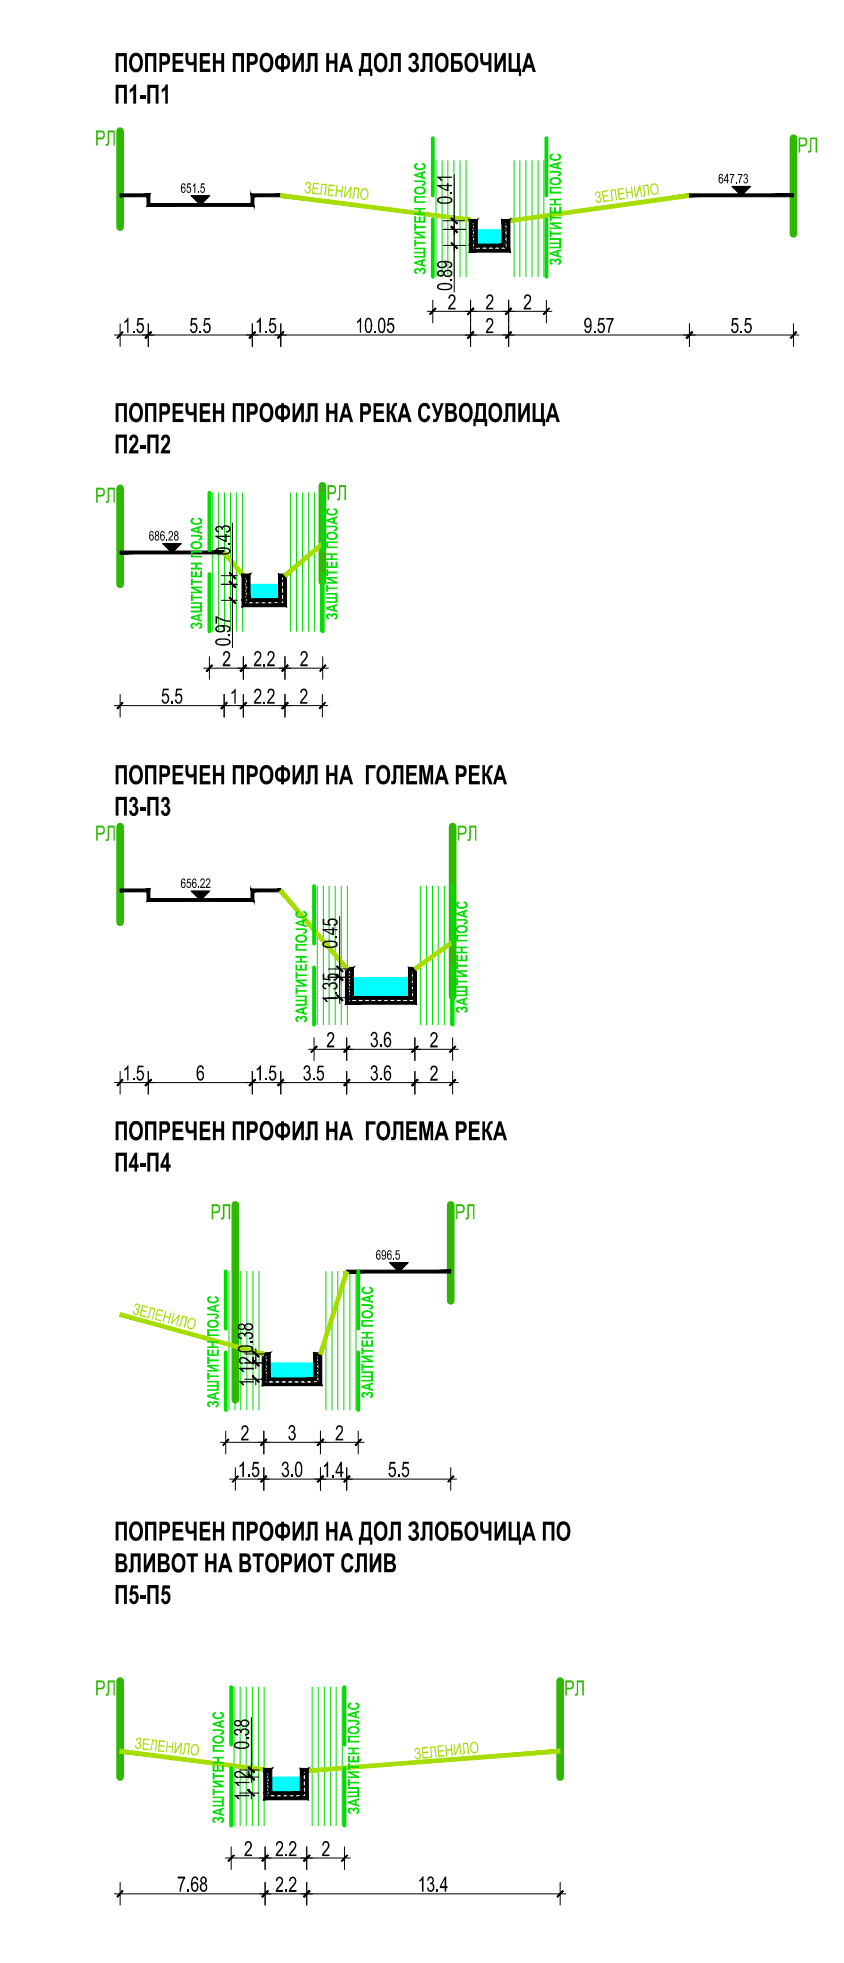 ПОПРЕЧЕН ПРОФИЛ НА ДОЛ ЗЛОБОЧИЦА
П1-П1
РЛ
РЛ
651.5
ЗЕЛЕНИЛО
ЗАШТИТЕН ПОЈАС
0.41
0.89
ЗЕЛЕНИЛО
ЗАШТИТЕН ПОЈАС
647.73
2 2 2
1.5 5.5 1.5 10.05 2 9.57 5.5
ПОПРЕЧЕН ПРОФИЛ НА РЕКА СУВОДОЛИЦА
П2-П2
РЛ
РЛ
686.28
ЗАШТИТЕН ПОЈАС
0.43
0.97
ЗАШТИТЕН ПОЈАС
2 2.2 2
5.5 1 2.2 2
ПОПРЕЧЕН ПРОФИЛ НА ГОЛЕМА РЕКА
П3-П3
РЛ
РЛ
656.22
ЗАШТИТЕН ПОЈАС
0.45
1.35
ЗАШТИТЕН ПОЈАС
2 3.6 2
1.5 6 1.5 3.5 3.6 2
ПОПРЕЧЕН ПРОФИЛ НА ГОЛЕМА РЕКА
П4-П4
РЛ
РЛ
696.5
ЗЕЛЕНИЛО
ЗАШТИТЕН ПОЈАС
0.38
1.12
ЗАШТИТЕН ПОЈАС
2 3 2
1.5 3.0 1.4 5.5
ПОПРЕЧЕН ПРОФИЛ НА ДОЛ ЗЛОБОЧИЦА ПО
ВЛИВОТ НА ВТОРИОТ СЛИВ
П5-П5
РЛ
РЛ
ЗЕЛЕНИЛО
ЗАШТИТЕН ПОЈАС
0.38
1.12
ЗАШТИТЕН ПОЈАС
ЗЕЛЕНИЛО
2 2.2 2
7.68 2.2 13.4